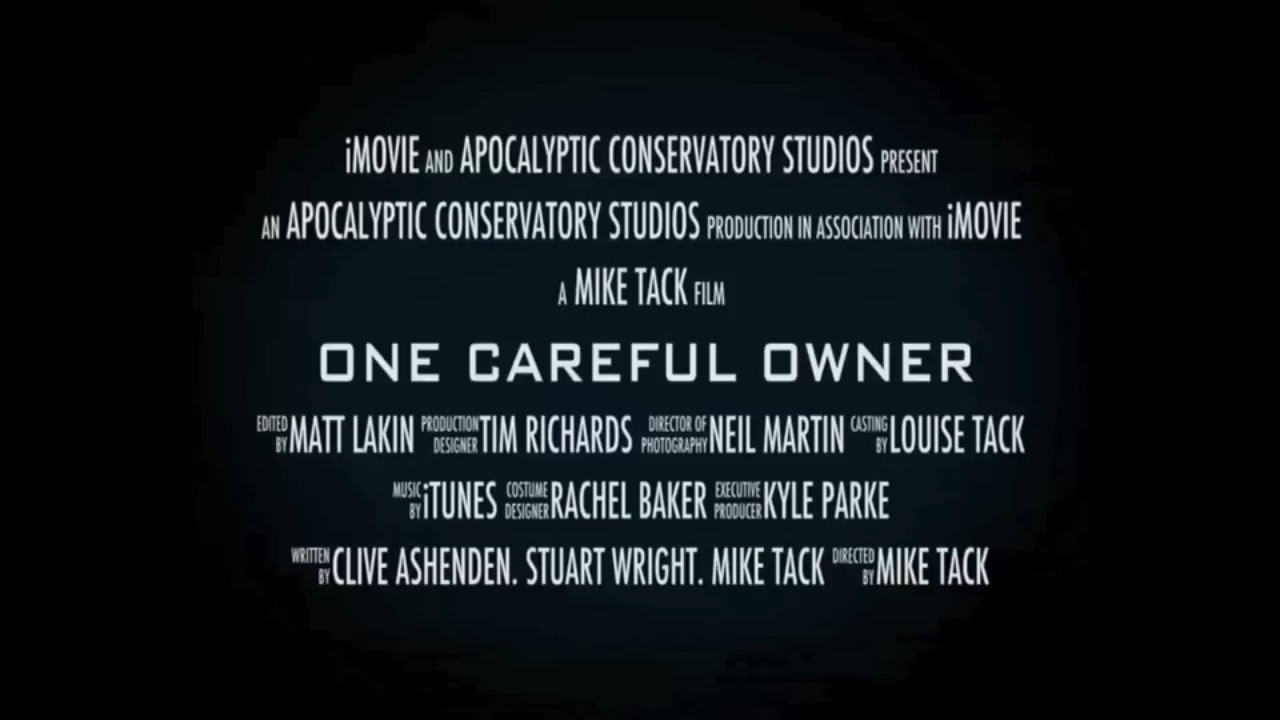 iMOVIE AND APOCALYPTIC CONSERVATORY STUDIOS PRESENT
AN APOCALYPTIC CONSERVATORY STUDIOS PRODUCTION IN ASSOCIATION WITH iMOVIE
A MIKE TACK FILM
ONE CAREFUL OWNER
EDITED BY MATT LAKIN PRODUCTION DESIGNER TIM RICHARDS DIRECTOR OF PHOTOGRAPHY NEIL MARTIN CASTING BY LOUISE TACK
MUSIC BY iTUNES COSTUME DESIGNER RACHEL BAKER EXECUTIVE PRODUCER KYLE PARKE
WRITTEN BY CLIVE ASHENDEN. STUART WRIGHT. MIKE TACK DIRECTED BY MIKE TACK